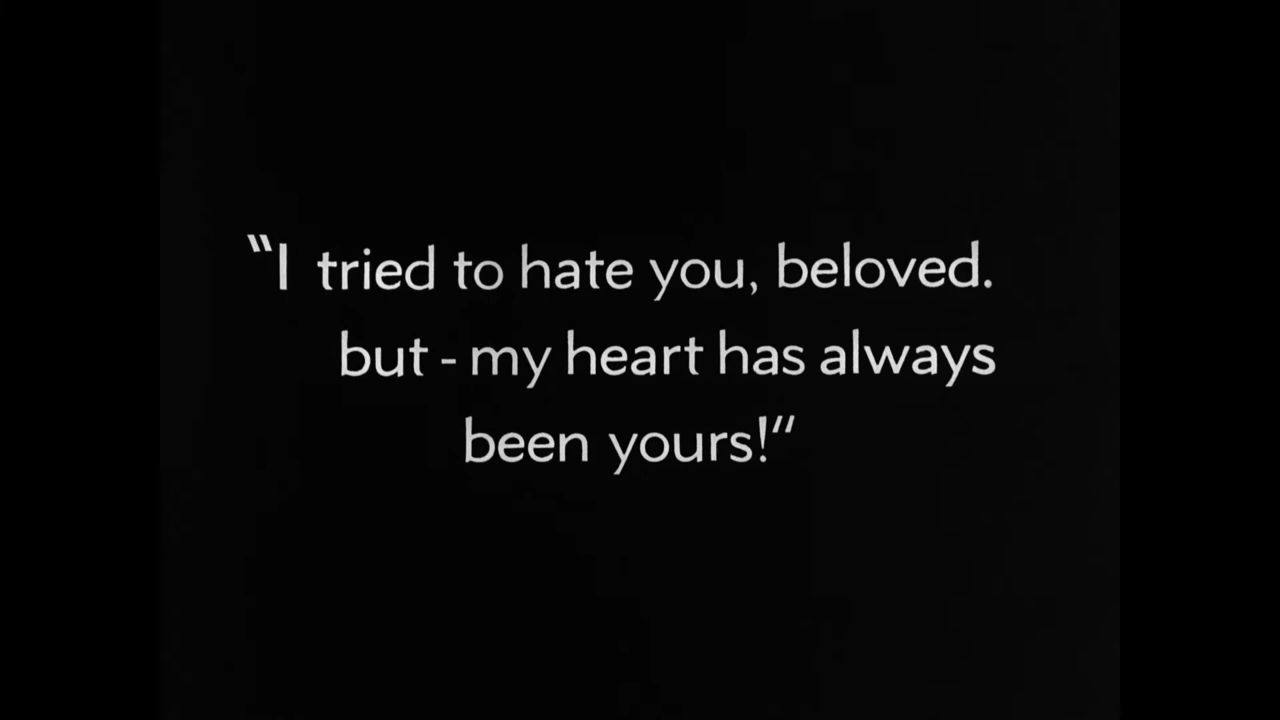 “I tried to hate you, beloved.
but - my heart has always
been yours!“